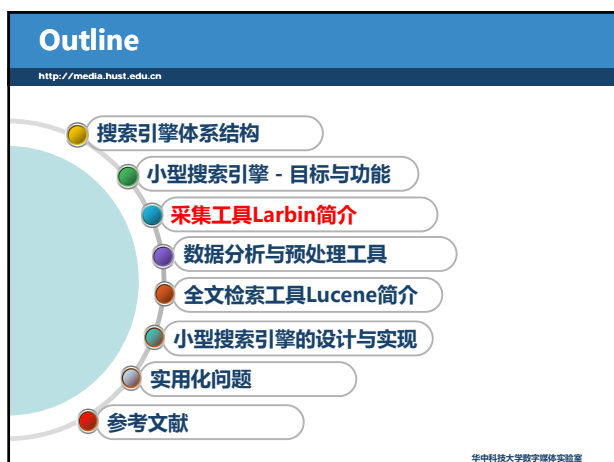 Outline
http://media.hust.edu.cn
搜索引擎体系结构
小型搜索引擎 - 目标与功能
采集工具Larbin简介
数据分析与预处理工具
全文检索工具Lucene简介
小型搜索引擎的设计与实现
实用化问题
参考文献
华中科技大学数字媒体实验室